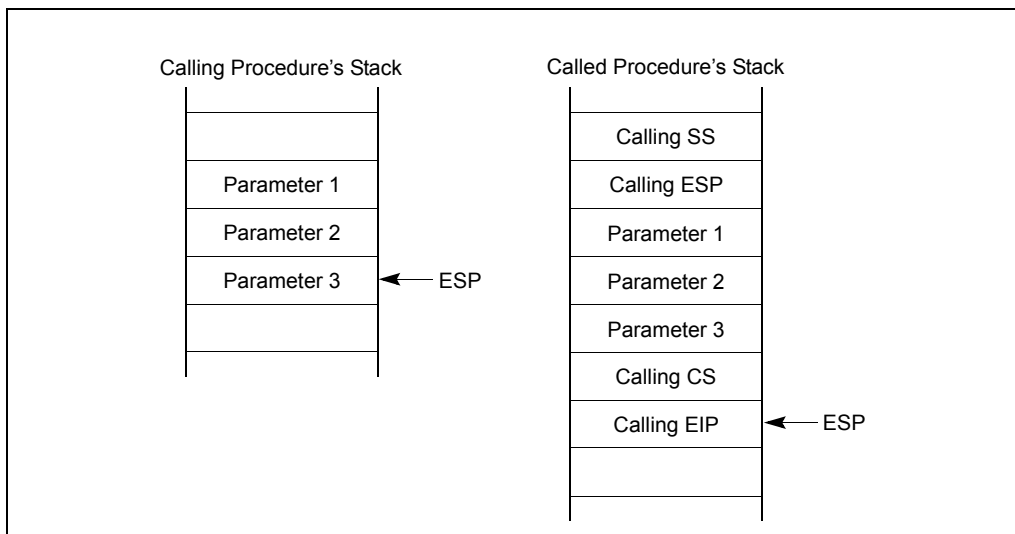 Calling Procedure's Stack
Parameter 1
Parameter 2
Parameter 3
ESP
Called Procedure's Stack
Calling SS
Calling ESP
Parameter 1
Parameter 2
Parameter 3
Calling CS
Calling EIP
ESP